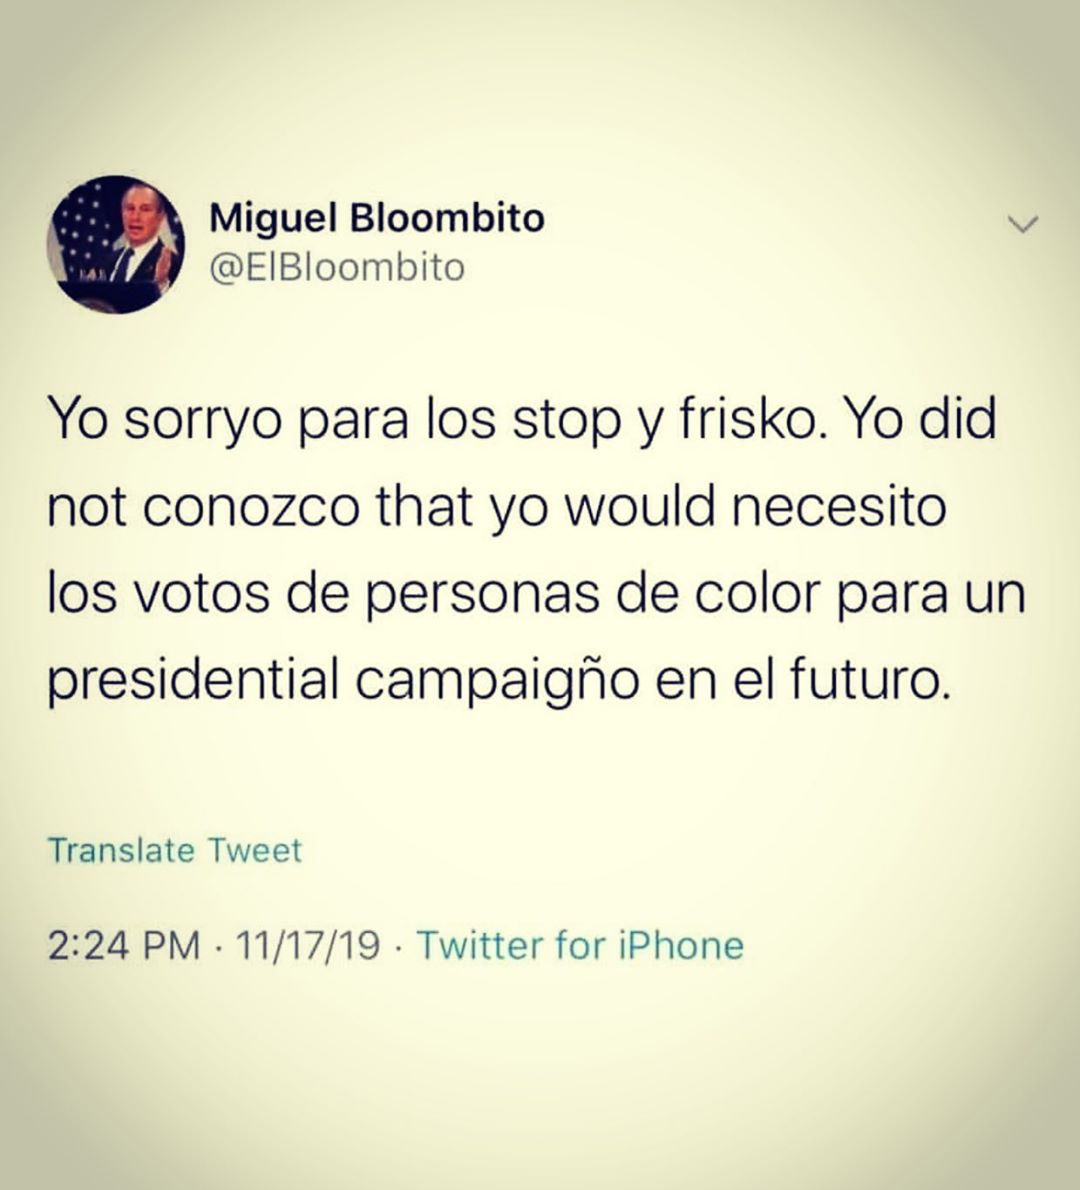 Miguel Bloombito
@ElBloombito
Yo sorryo para los stop y frisko. Yo did
not conozco that yo would necesito
los votos de personas de color para un
presidential campaigño en el futuro.
Translate Tweet
2:24 PM · 11/17/19 · Twitter for iPhone